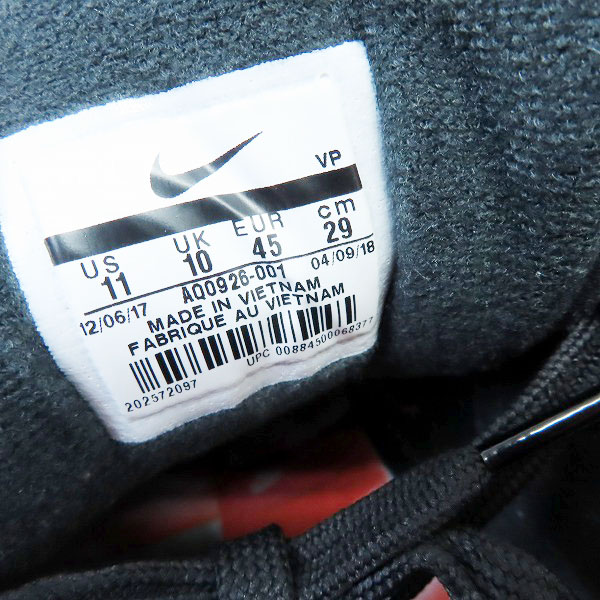 VP
US UK EUR cm
11 10 45 29
12/06/17 AQ0926-001 04/09/18
MADE IN VIETNAM
FABRIQUE AU VIETNAM
UPC 00884500068377
202572097